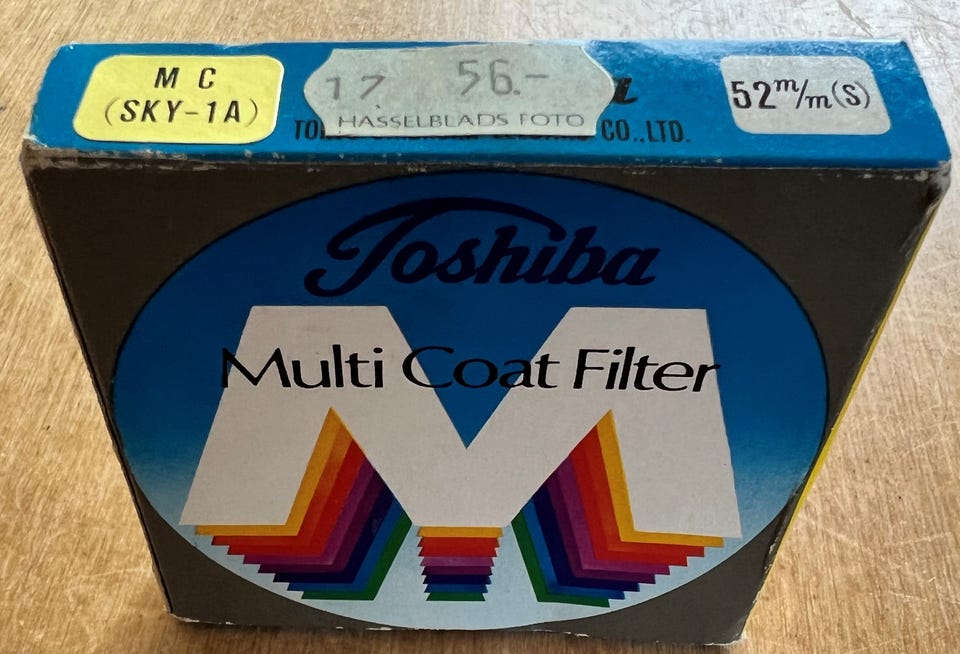 M C
(SKY-1A)
17. 56.-
HASSELBLADS FOTO
CO.,LTD.
52m/m(S)
Toshiba
Multi Coat Filter